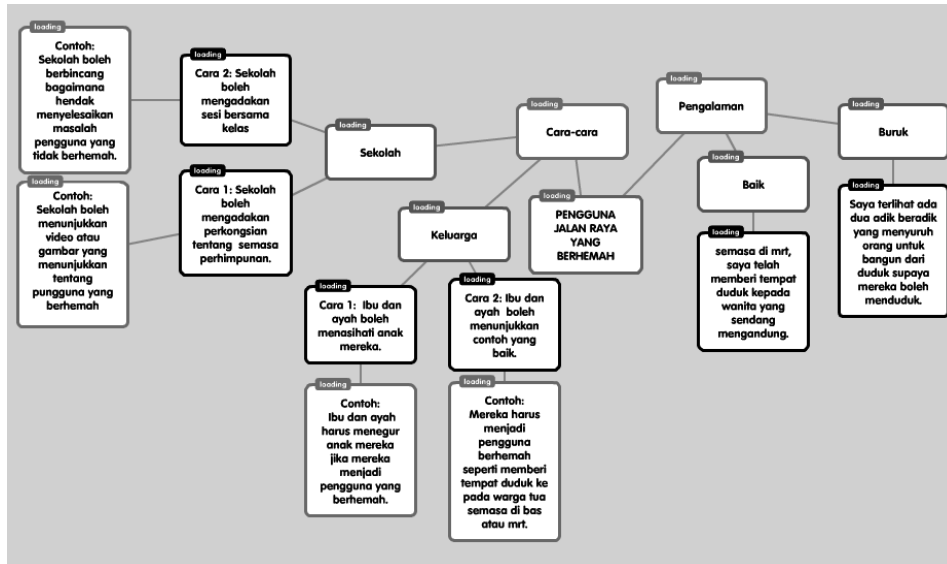 loading
Contoh:
Sekolah boleh
berbincang
bagaimana
hendak
menyelesaikan
masalah
pengguna yang
tidak berhemah.
loading
Cara 2: Sekolah
boleh
mengadakan
sesi bersama
kelas
loading
Sekolah
loading
Cara-cara
loading
Pengalaman
loading
Buruk
loading
Contoh:
Sekolah boleh
menunjukkan
video atau
gambar yang
menunjukkan
tentang
pungguna yang
berhemah
loading
Cara 1: Sekolah
boleh
mengadakan
perkongsian
tentang semasa
perhimpunan.
loading
Keluarga
loading
PENGGUNA
JALAN RAYA
YANG
BERHEMAH
loading
Baik
loading
Saya terlihat ada
dua adik beradik
yang menyuruh
orang untuk
bangun dari
duduk supaya
mereka boleh
menduduk.
loading
semasa di mrt,
saya telah
memberi tempat
duduk kepada
wanita yang
sendang
mengandung.
loading
Cara 1: Ibu dan
ayah boleh
menasihati anak
mereka.
loading
Cara 2: Ibu dan
ayah boleh
menunjukkan
contoh yang
baik.
loading
Contoh:
Ibu dan ayah
harus menegur
anak mereka
jika mereka
menjadi
pengguna yang
berhemah.
loading
Contoh:
Mereka harus
menjadi
pengguna
berhemah
seperti memberi
tempat duduk ke
pada warga tua
semasa di bas
atau mrt.